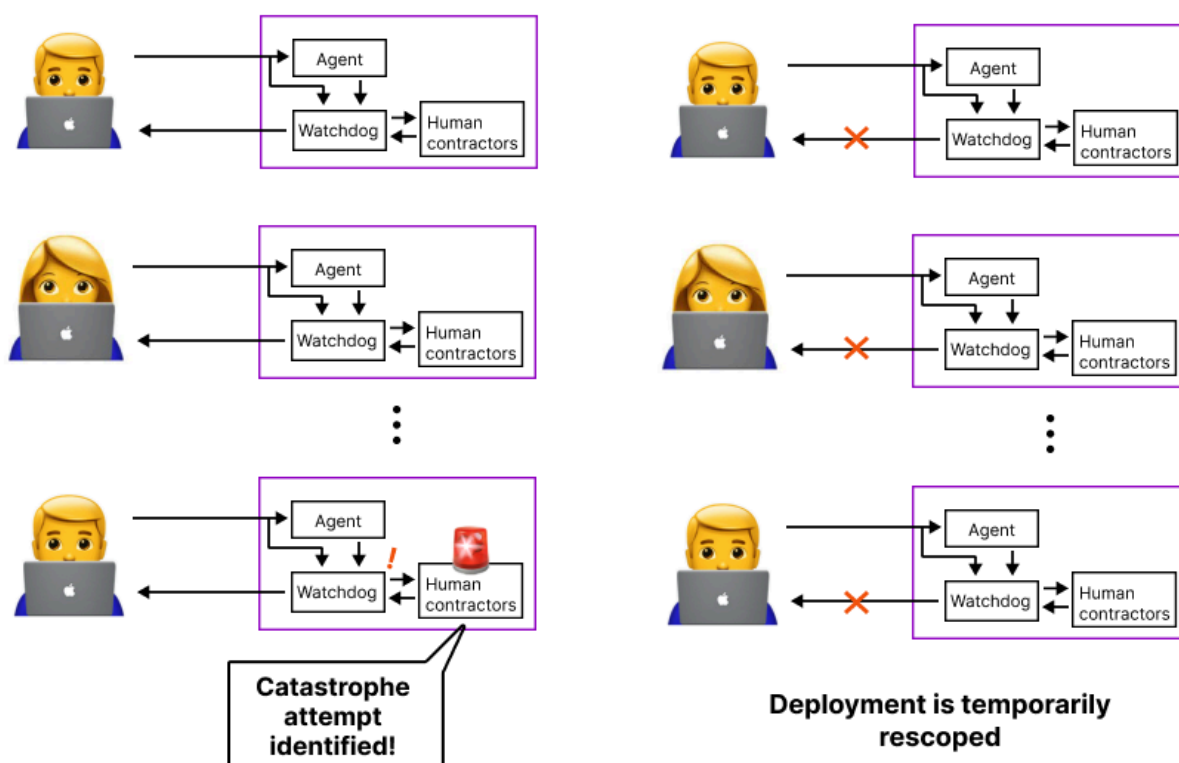 Agent
Watchdog
Human
contractors
Agent
Watchdog
Human
contractors
Agent
Watchdog
Human
contractors
Agent
Watchdog
Human
contractors
Agent
!
Watchdog
Human
contractors
Catastrophe
attempt
identified!
Agent
Watchdog
Human
contractors
Deployment is temporarily
rescoped